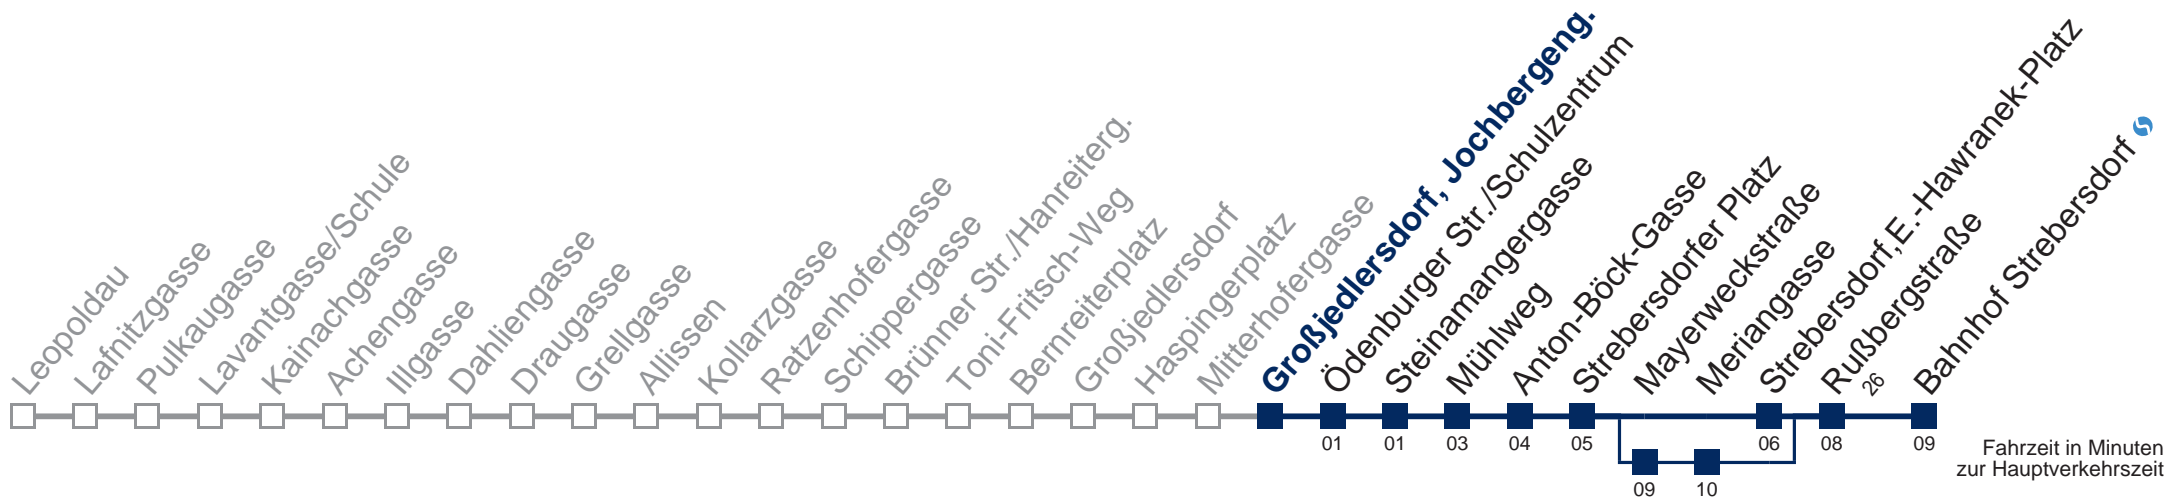 Leopoldau
Lafnitzgasse
Pulkaugasse
Lavantgasse/Schule
Kainachgasse
Achengasse
Illgasse
Dahliengasse
Draugasse
Grellgasse
Allissen
Kollarzgasse
Ratzenhofergasse
Schippergasse
Brünner Str./Hanreiterg.
Toni-Fritsch-Weg
Bernreiterplatz
Großjedlersdorf
Haspingerplatz
Mitterhofergasse
Großjedlersdorf, Jochbergeng.
Ödenburger Str./Schulzentrum
Steinamangergasse
Mühlweg
Anton-Böck-Gasse
Strebersdorfer Platz
Mayerweckstraße
Meriangasse
Strebersdorf,E.-Hawranek-Platz
Rußbergstraße
26
Bahnhof Strebersdorf
01
01
03
04
05
06
08
09
09
10
Fahrzeit in Minuten
zur Hauptverkehrszeit